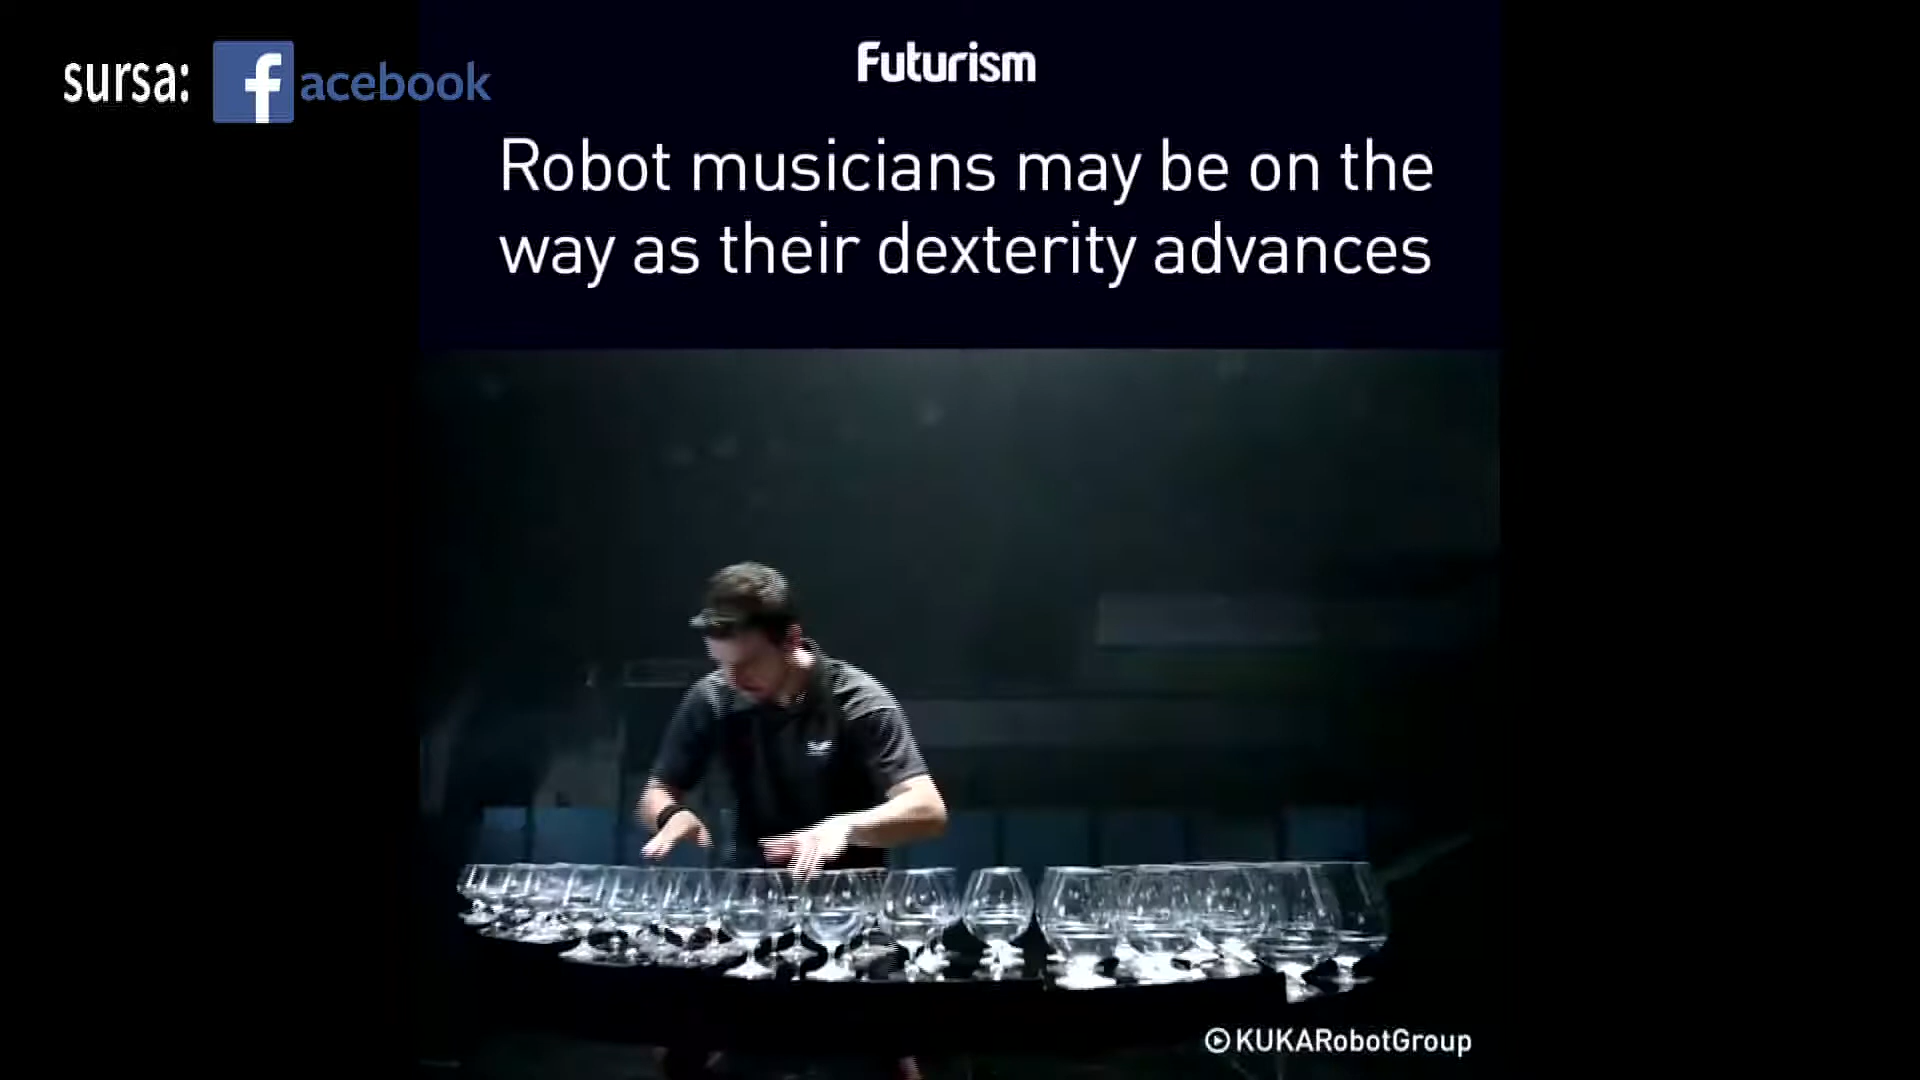 sursa: facebook
Futurism
Robot musicians may be on the
way as their dexterity advances
KUKARobotGroup